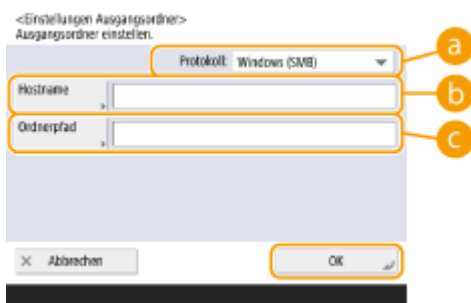 <Einstellungen Ausgangsordner>
Ausgangsordner einstellen.
Protokoll: Windows (SMB)
a
Hostname
b
Ordnerpfad
c
Abbrechen
OK